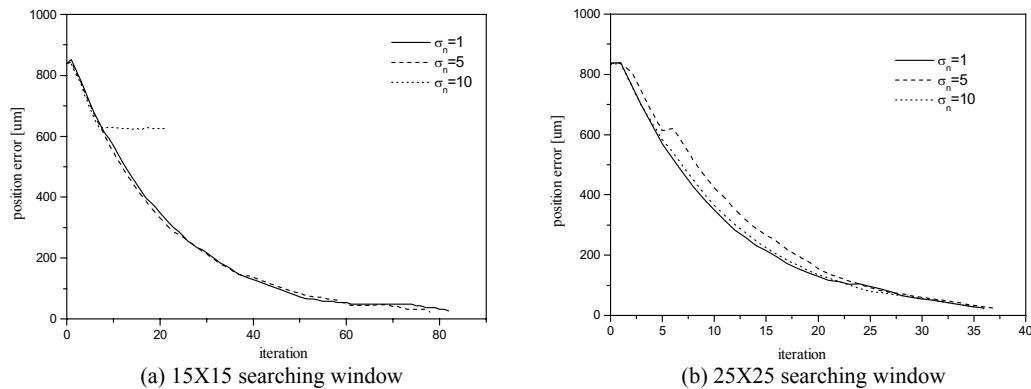 1000
800
600
400
200
0
position error [um]
0
20
40
60
80
iteration
σn=1
σn=5
σn=10
(a) 15X15 searching window
1000
800
600
400
200
0
position error [um]
0
5
10
15
20
25
30
35
40
iteration
σn=1
σn=5
σn=10
(b) 25X25 searching window